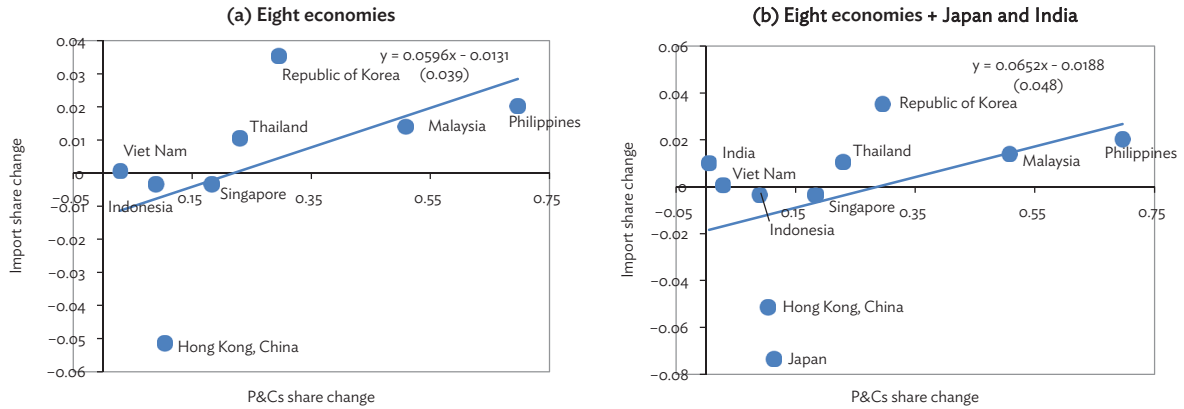 (a) Eight economies
0.04
0.03
0.02
0.01
0
−0.01
−0.02
−0.03
−0.04
−0.05
−0.06
−0.05
0.15
0.35
0.55
0.75
y = 0.0596x − 0.0131
(0.039)
Republic of Korea
Philippines
Malaysia
Thailand
Viet Nam
Singapore
Indonesia
Hong Kong, China
Import share change
P&Cs share change
(b) Eight economies + Japan and India
0.06
0.04
0.02
0
−0.02
−0.04
−0.06
−0.08
−0.05
0.15
0.35
0.55
0.75
y = 0.0652x − 0.0188
(0.048)
Republic of Korea
Thailand
India
Viet Nam
Malaysia
Philippines
Singapore
Indonesia
Hong Kong, China
Japan
Import share change
P&Cs share change